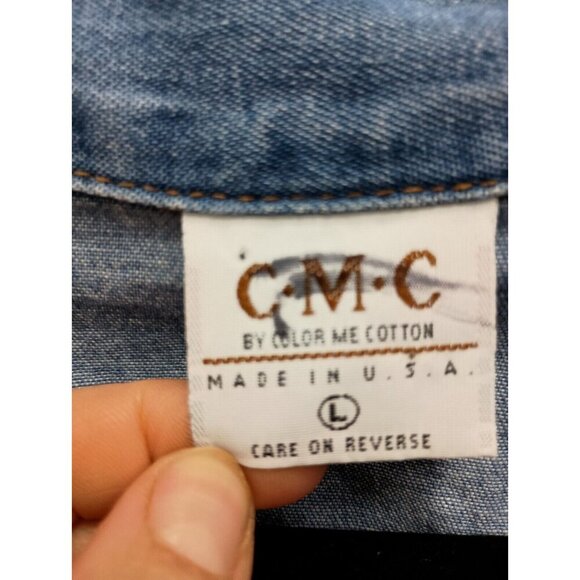 C·M·C
BY COLOR ME COTTON
MADE IN U.S.A.
L
CARE ON REVERSE